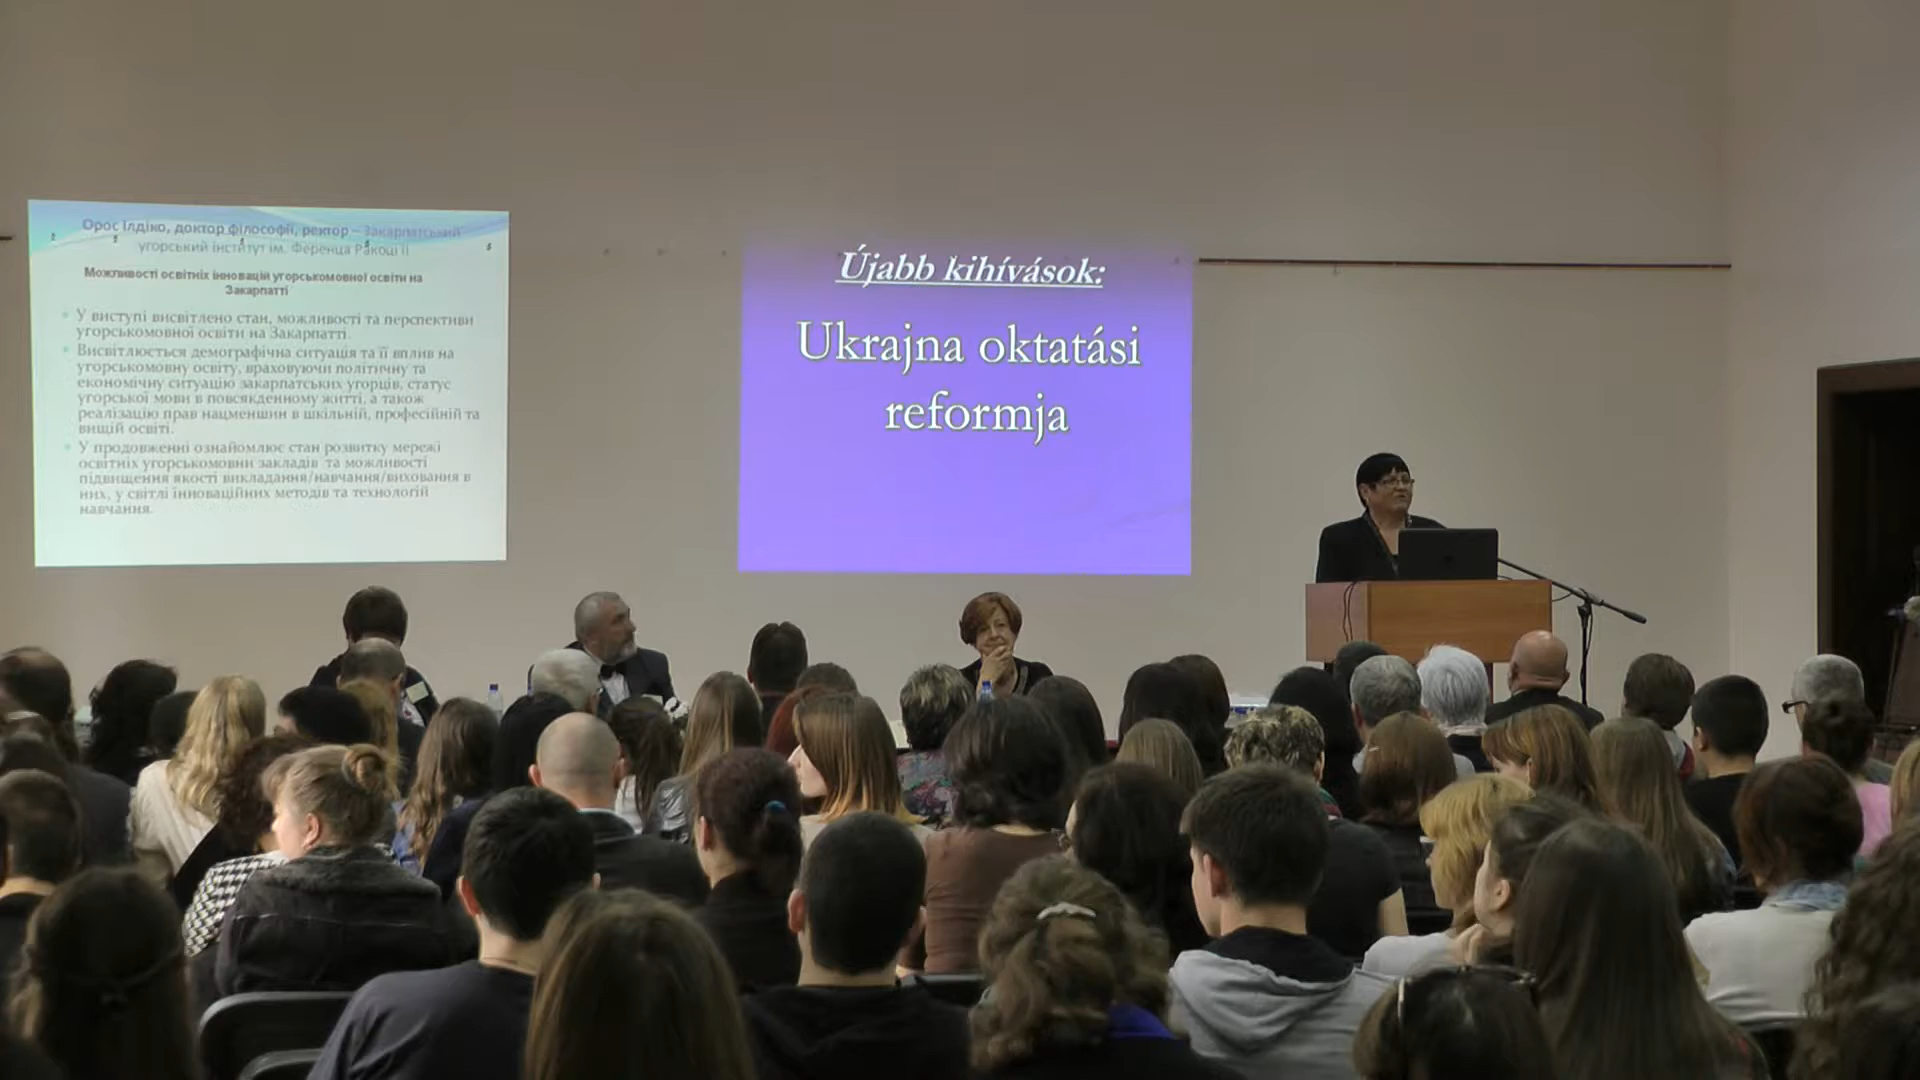 Орос Ілдіко, доктор філософії, ректор – Закарпатський
угорський інститут ім. Ференца Ракоці ІІ
Можливості освітніх інновацій угорськомовної освіти на
Закарпатті
У виступі висвітлено стан, можливості та перспективи
угорськомовної освіти на Закарпатті.
Висвітлюється демографічна ситуація та її вплив на
угорськомовну освіту, враховуючи політичну та
економічну ситуацію закарпатських угорців, статус
угорської мови в повсякденному житті, а також
реалізацію прав нацменшин в шкільній, професійній та
вищій освіті.
У продовженні ознайомлює стан розвитку мережі
освітніх угорськомовни закладів та можливості
підвищення якості викладання/навчання/виховання в
них, у світлі інноваційних методів та технологій
навчання.
Újabb kihívások:
Ukrajna oktatási
reformja